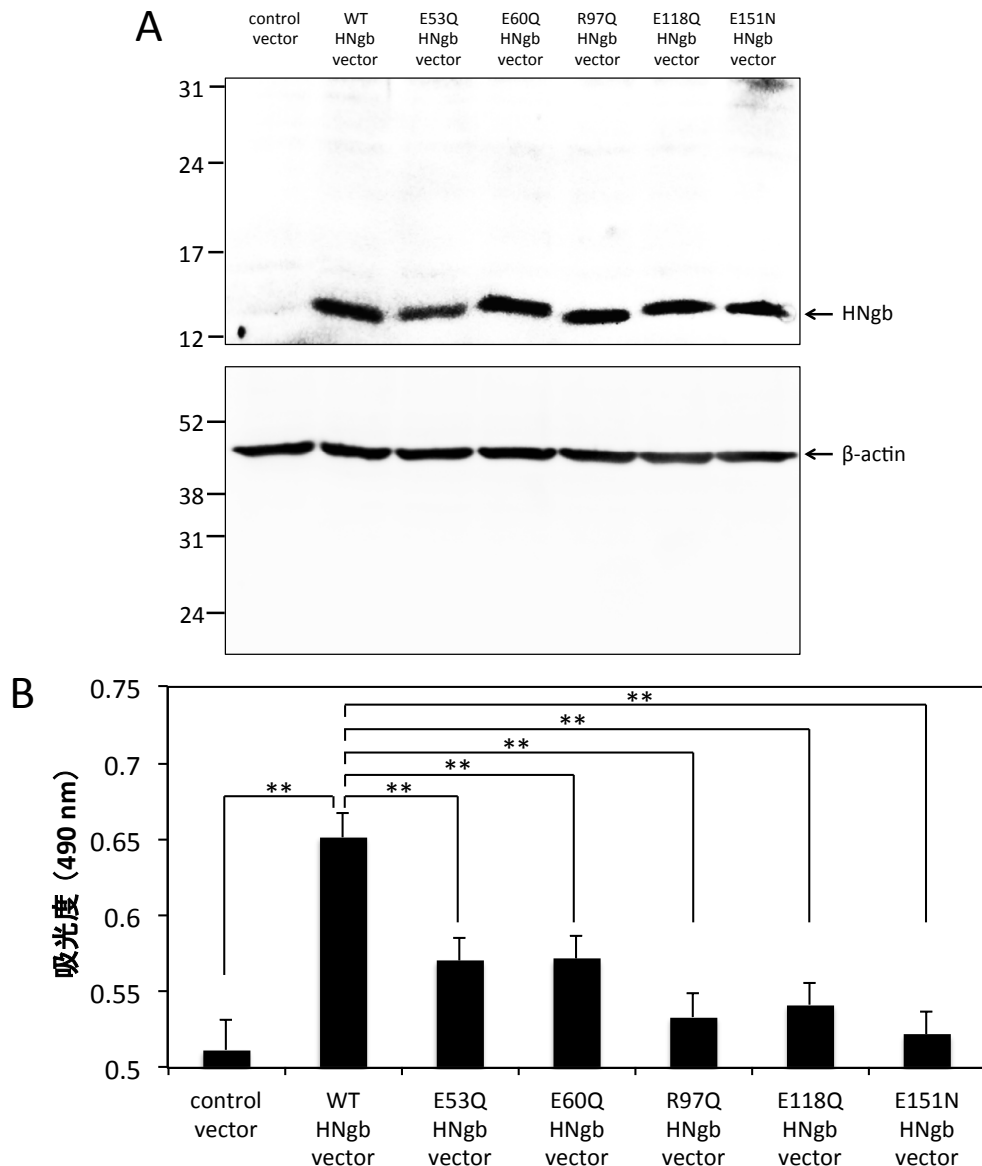 A
control
vector
WT
HNgb
vector
E53Q
HNgb
vector
E60Q
HNgb
vector
R97Q
HNgb
vector
E118Q
HNgb
vector
E151N
HNgb
vector
31
24
17
12
HNgb
52
38
31
24
β-actin
B
吸光度（490 nm）
0.75
0.7
0.65
0.6
0.55
0.5
**
**
**
**
**
**
control
vector
WT
HNgb
vector
E53Q
HNgb
vector
E60Q
HNgb
vector
R97Q
HNgb
vector
E118Q
HNgb
vector
E151N
HNgb
vector